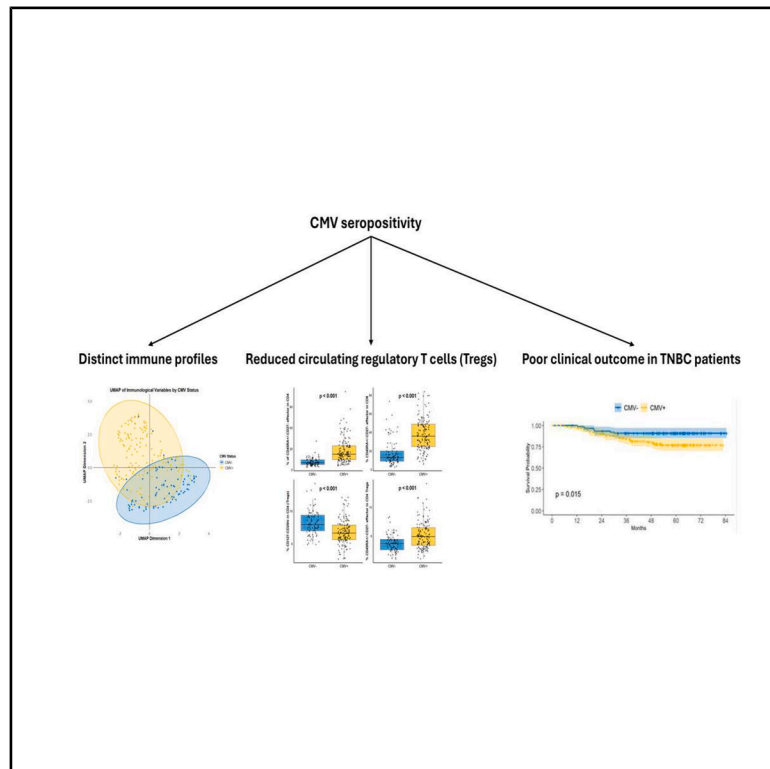 CMV seropositivity
Distinct immune profiles
Reduced circulating regulatory T cells (Tregs)
Poor clinical outcome in TNBC patients
UMAP of Immunological Variables by CMV Status
UMAP Dimension 2
UMAP Dimension 1
CMV Status
CMV-
CMV+
p < 0.001
CMV-
CMV+
p < 0.001
CMV-
CMV+
p < 0.001
CMV-
CMV+
p < 0.001
CMV-
CMV+
CMV- CMV+
Survival Probability
1.00
0.75
0.50
0.25
0.00
p = 0.015
0 12 24 36 48 60 72 84
Months